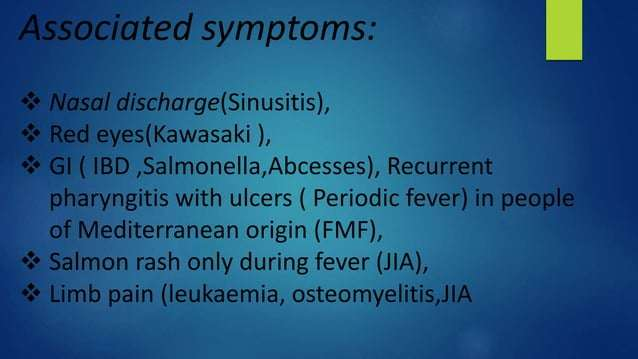 Associated symptoms:
❖ Nasal discharge(Sinusitis),
❖ Red eyes(Kawasaki ),
❖ GI ( IBD ,Salmonella,Abcesses), Recurrent
pharyngitis with ulcers ( Periodic fever) in people
of Mediterranean origin (FMF),
❖ Salmon rash only during fever (JIA),
❖ Limb pain (leukaemia, osteomyelitis,JIA